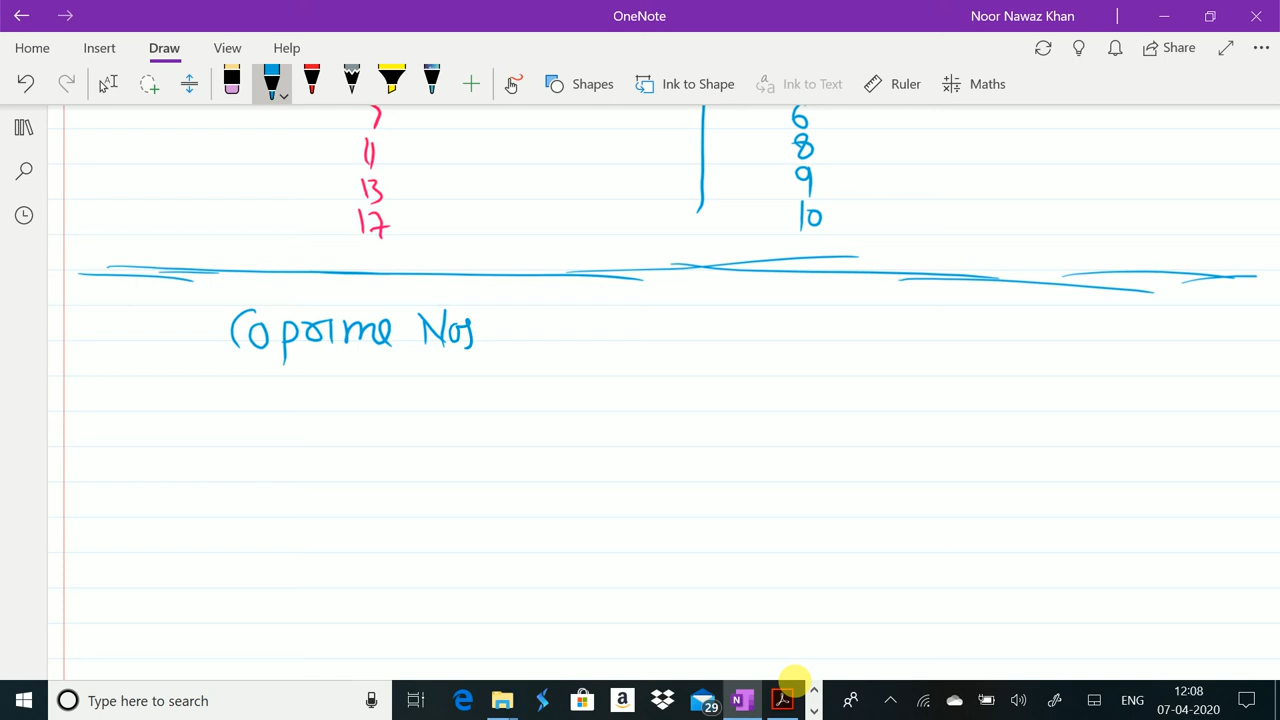 OneNote
Noor Nawaz Khan
Home Insert Draw View Help
Share
Shapes Ink to Shape Ink to Text Ruler Maths
7
11
13
17
6
8
9
10
Coprime Nos
Type here to search
29
ENG
12:08
07-04-2020